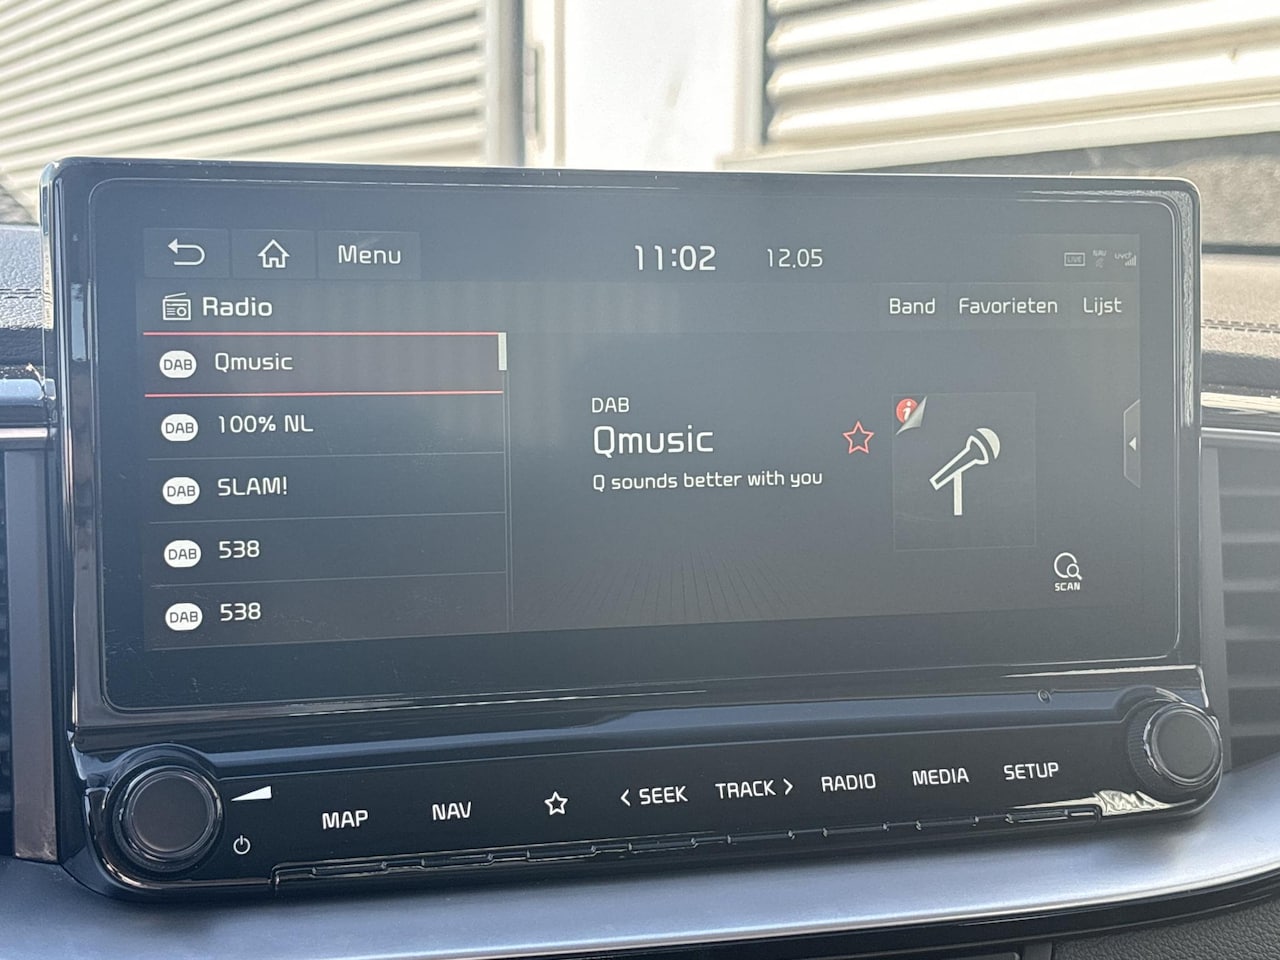 Menu 11:02 12.05
LIVE
Radio Band Favorieten Lijst
DAB Qmusic
DAB 100% NL
DAB SLAM!
DAB 538
DAB 538
DAB
Qmusic
Q sounds better with you
i
SCAN
MAP NAV < SEEK TRACK > RADIO MEDIA SETUP